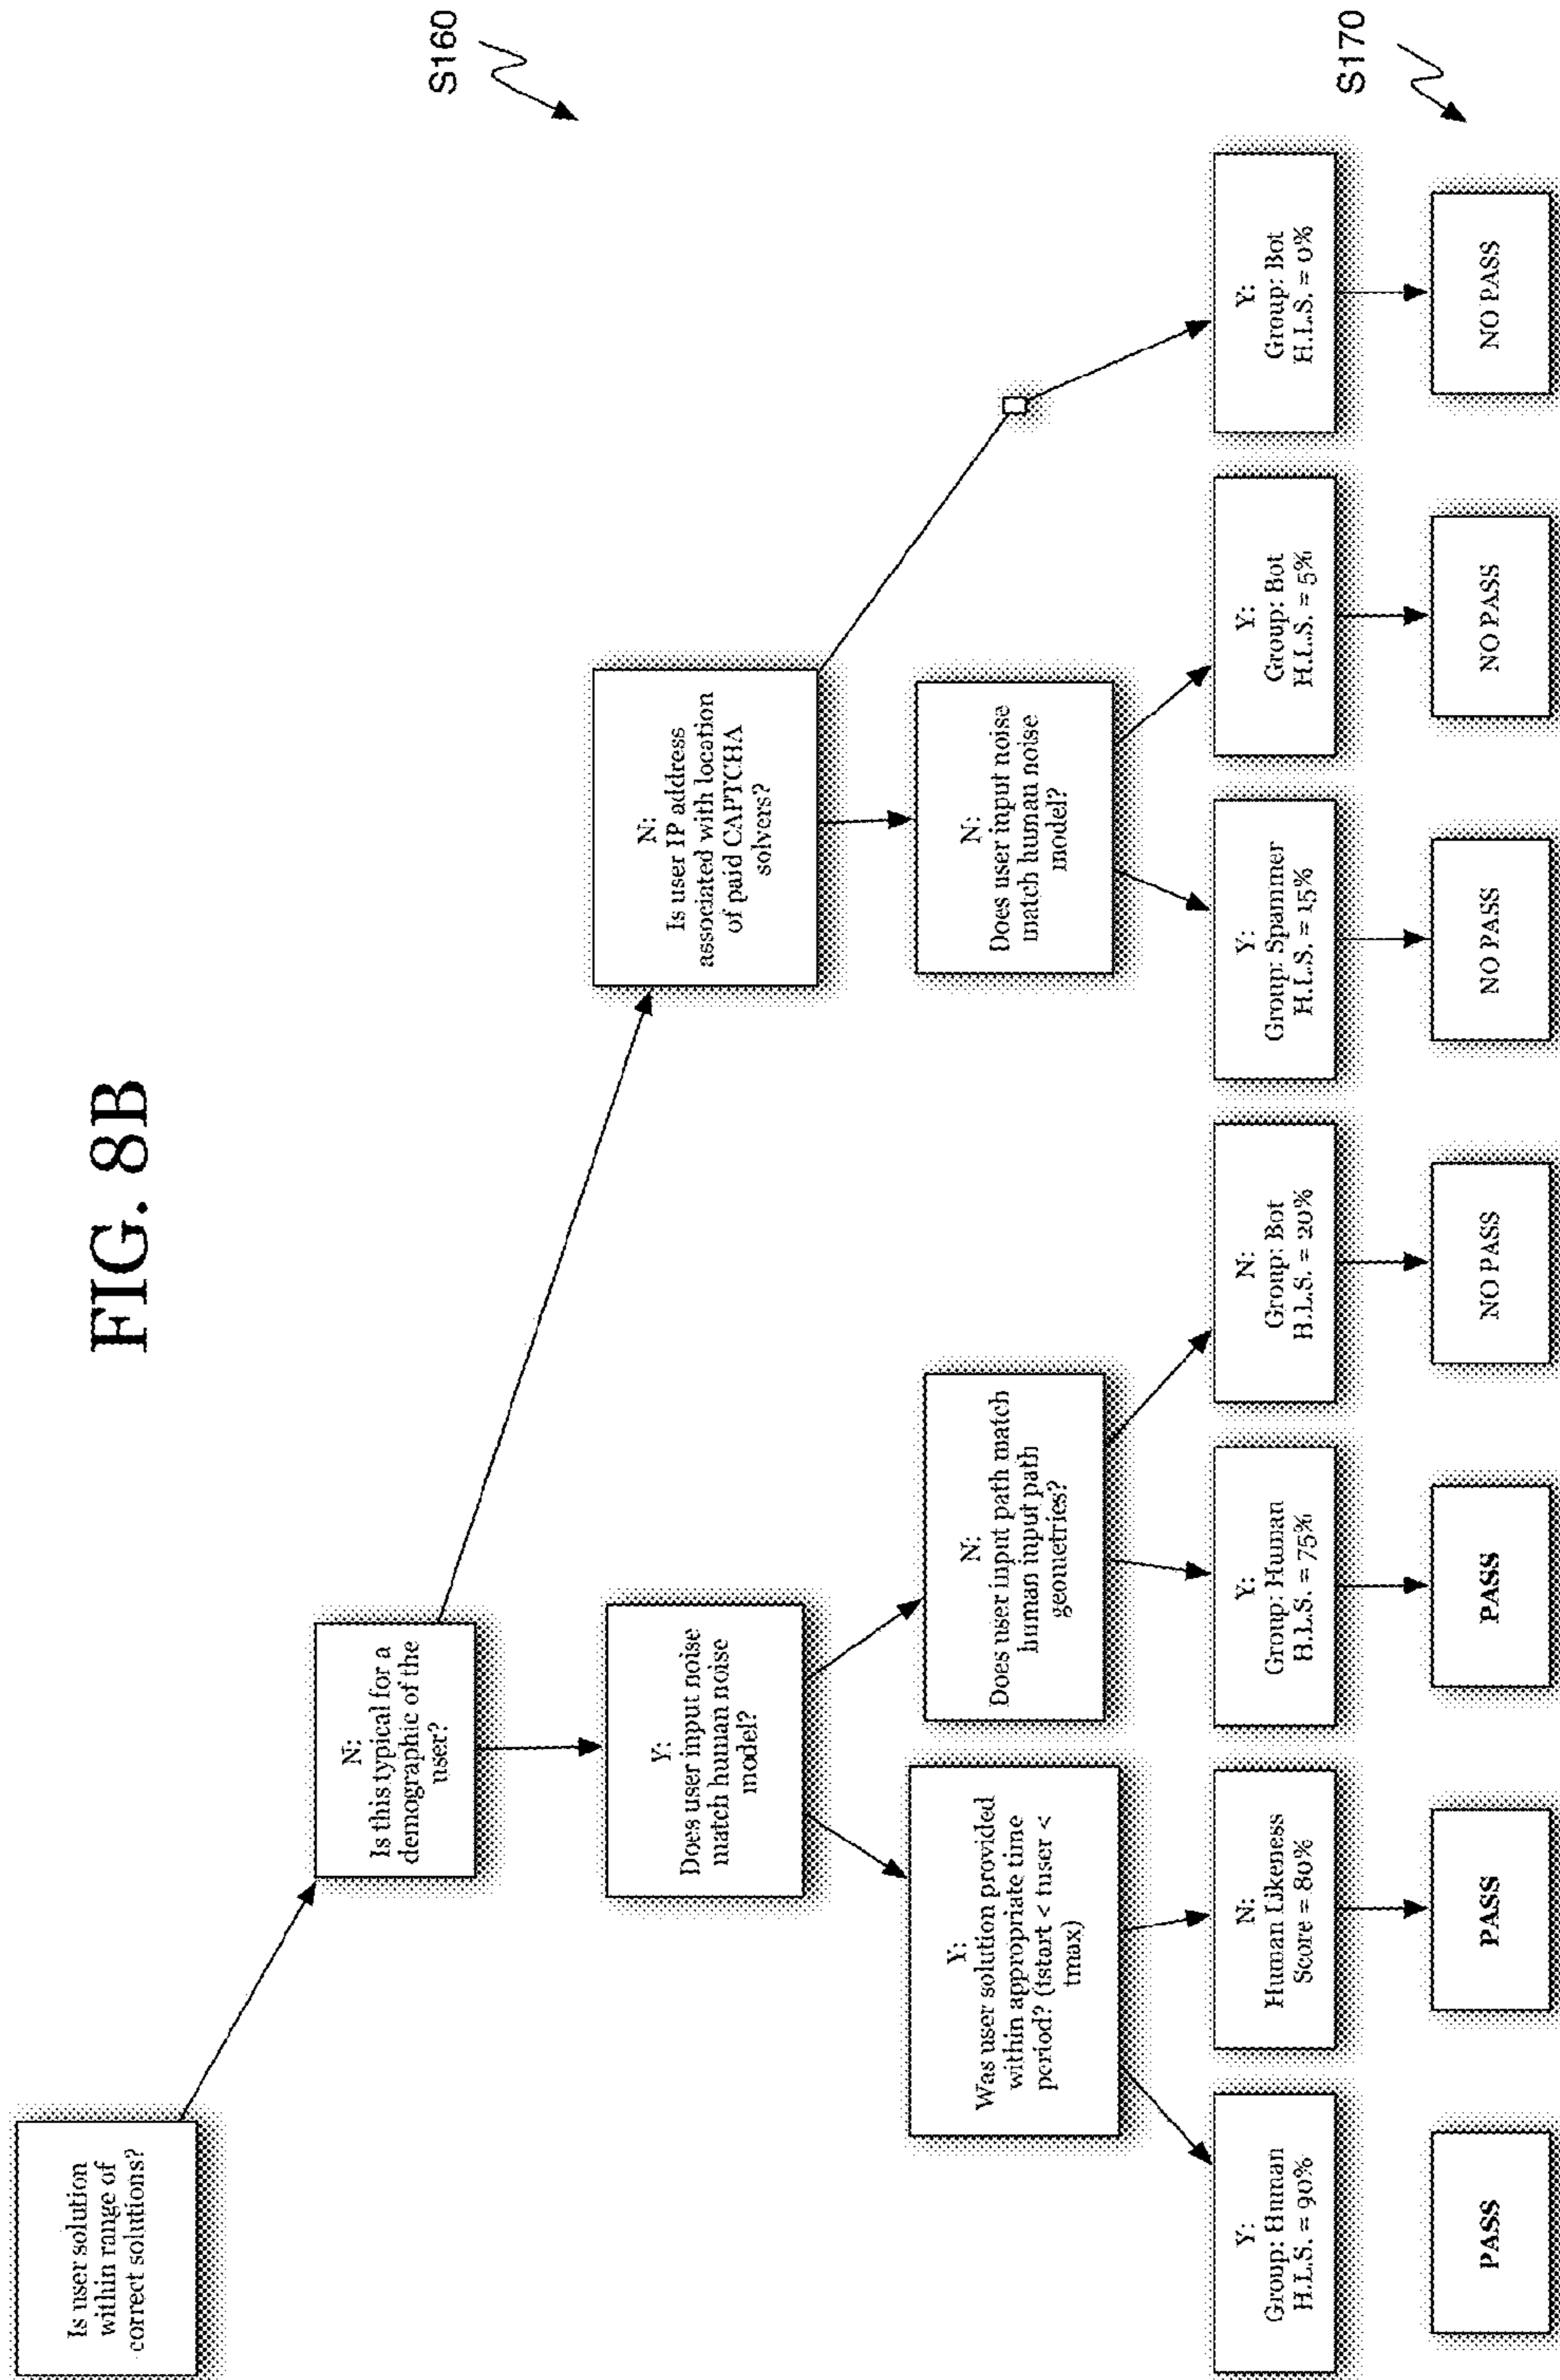 FIG. 8B
Is user solution
within range of
correct solutions?
N:
Is this typical for a
demographic of the
user?
S160
Y:
Does user input noise
match human noise
model?
N:
Is user IP address
associated with location
of paid CAPTCHA
solvers?
Y:
Was user solution provided
within appropriate time
period? (tstart < tuser <
tmax)
N:
Does user input path match
human input path
geometries?
N:
Does user input noise
match human noise
model?
Y:
Group: Human
H.L.S. = 90%
N:
Human Likeness
Score = 80%
Y:
Group: Human
H.L.S. = 75%
N:
Group: Bot
H.L.S. = 20%
Y:
Group: Spammer
H.L.S. = 15%
Y:
Group: Bot
H.L.S. = 5%
Y:
Group: Bot
H.L.S. = 0%
S170
PASS
PASS
PASS
NO PASS
NO PASS
NO PASS
NO PASS